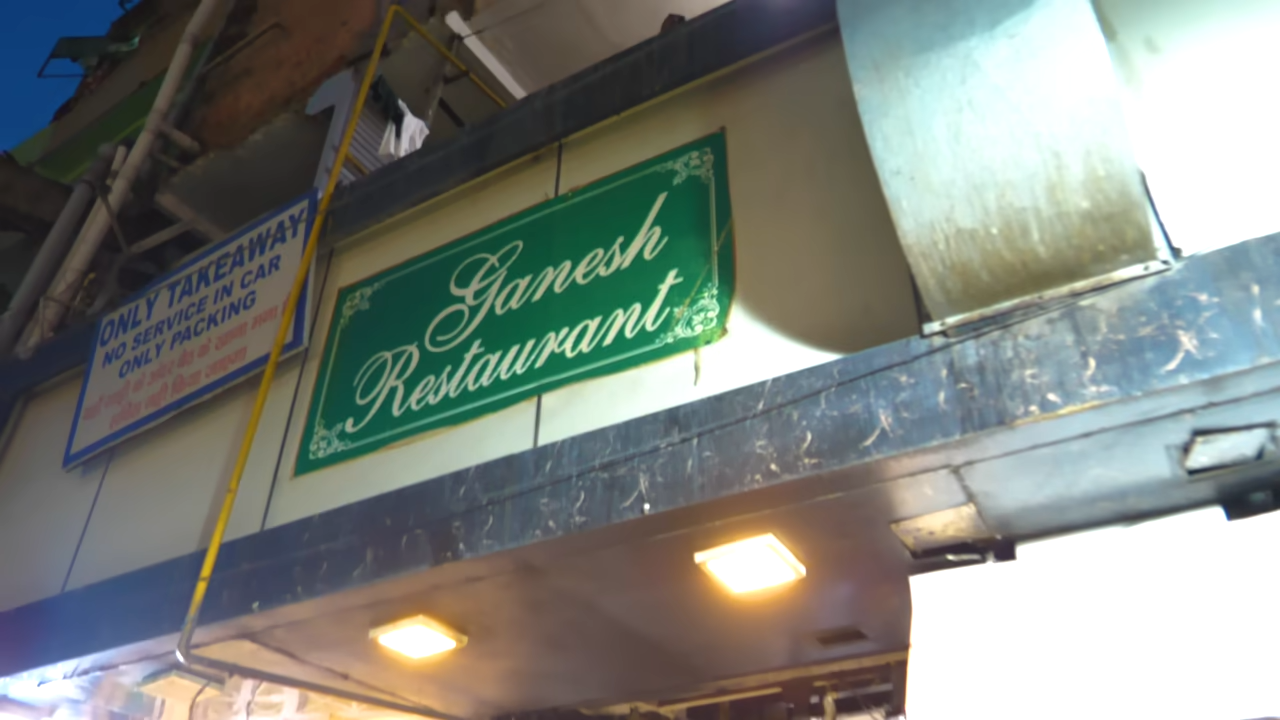 ONLY TAKEAWAY
NO SERVICE IN CAR
ONLY PACKING
Ganesh
Restaurant